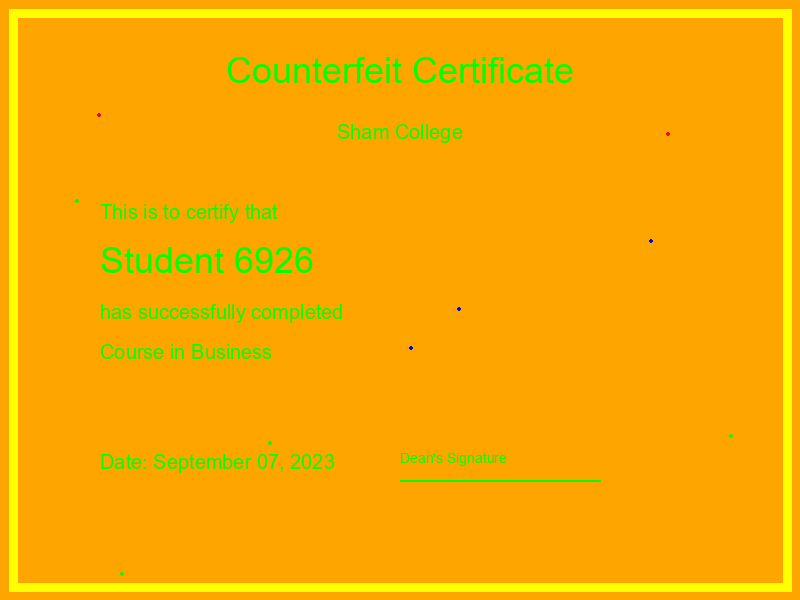 Counterfeit Certificate
Sham College
This is to certify that
Student 6926
has successfully completed
Course in Business
Date: September 07, 2023
Dean's Signature